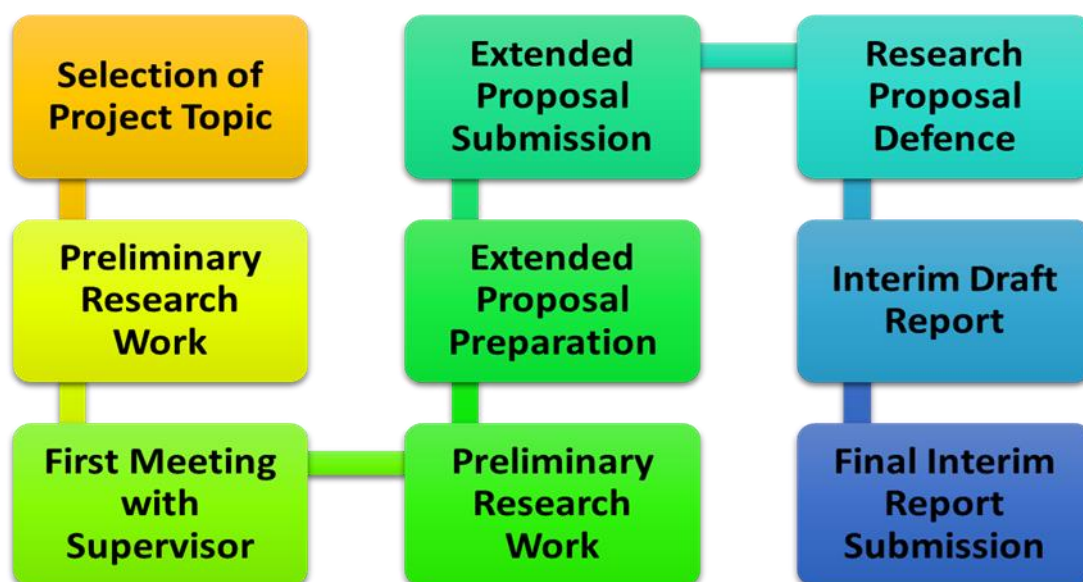 Selection of
Project Topic
Preliminary
Research
Work
First Meeting
with
Supervisor
Preliminary
Research
Work
Extended
Proposal
Preparation
Extended
Proposal
Submission
Research
Proposal
Defence
Interim Draft
Report
Final Interim
Report
Submission